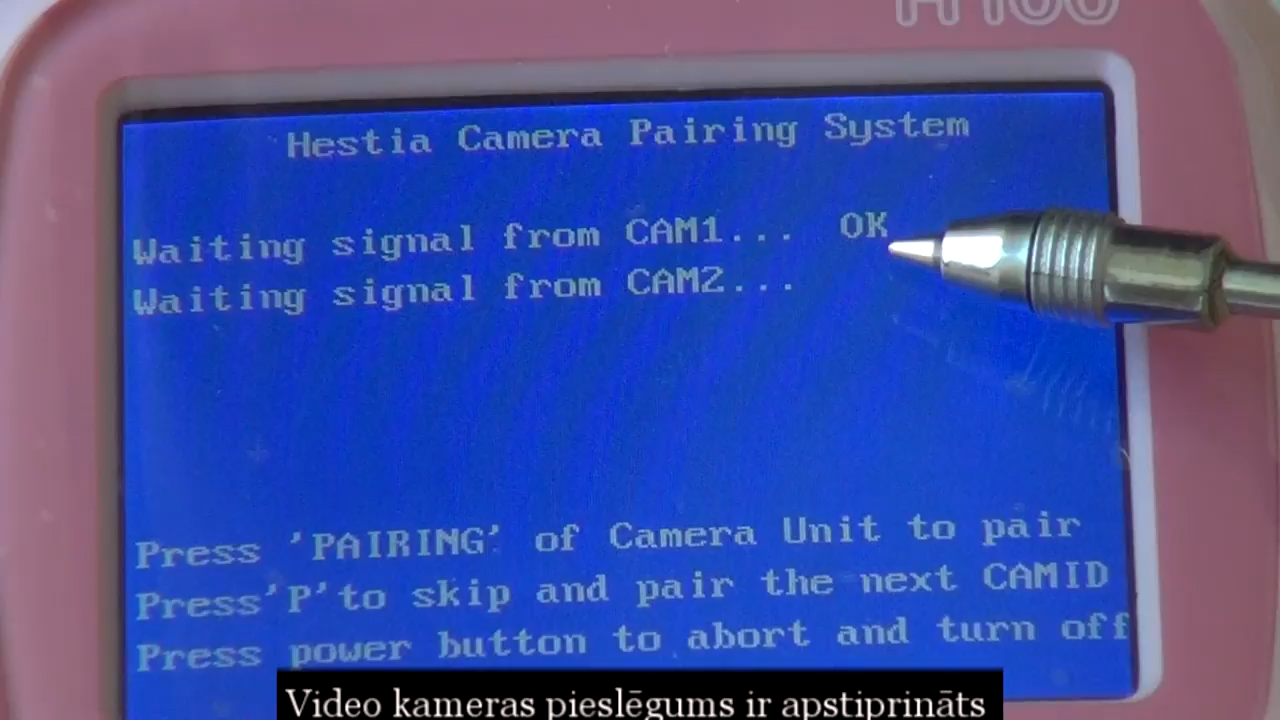 H100
Hestia Camera Pairing System
Waiting signal from CAM1... OK
Waiting signal from CAM2...
Press 'PAIRING' of Camera Unit to pair
Press'P'to skip and pair the next CAMID
Press power button to abort and turn off
Video kameras pieslēgums ir apstiprināts